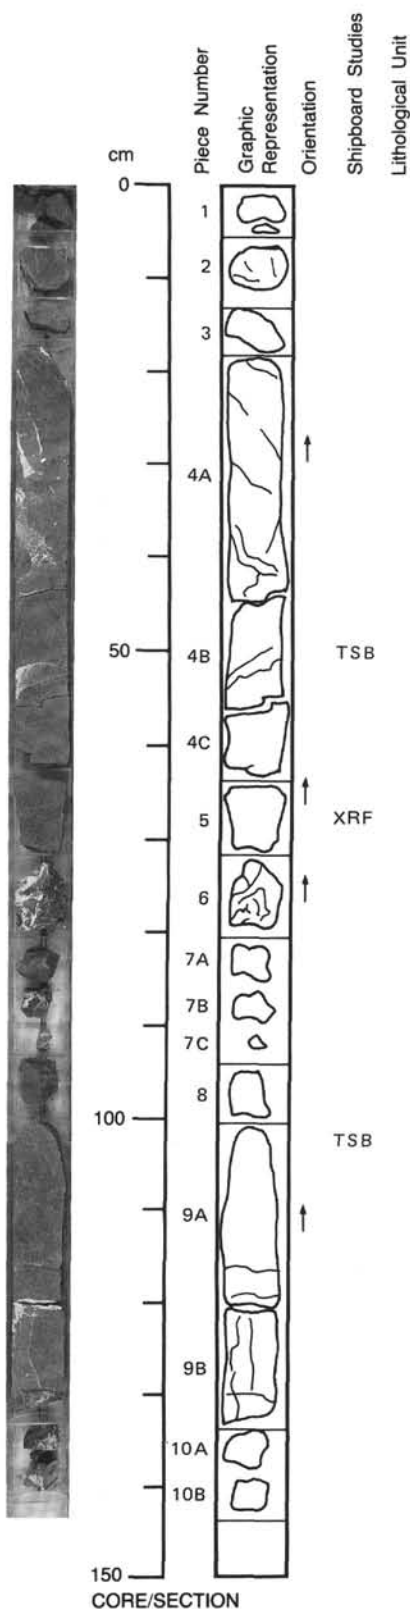 cm
Piece Number
Graphic
Representation
Orientation
Shipboard Studies
Lithological Unit
0
1
2
3
4A
50
4B
TSB
4C
5
XRF
6
7A
7B
7C
8
100
TSB
9A
9B
10A
10B
150
CORE/SECTION